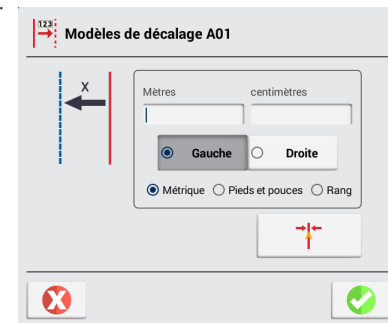 123
Modèles de décalage A01
X
Mètres centimètres
Gauche Droite
Métrique Pieds et pouces Rang